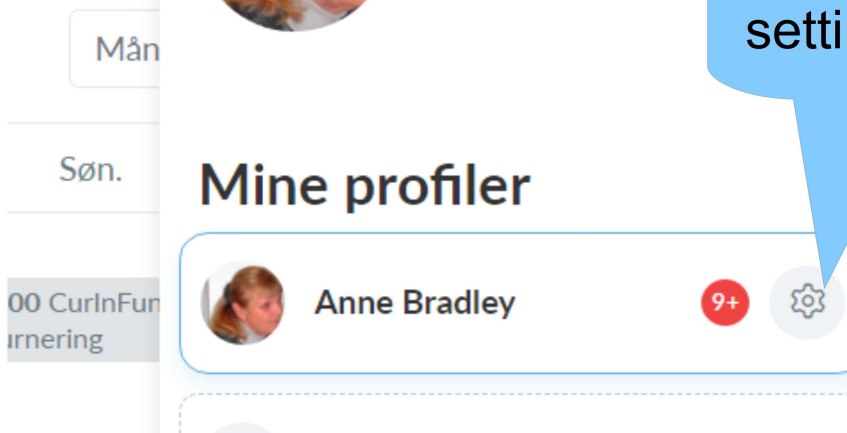 setti
Mån
Søn.
Mine profiler
Anne Bradley
9+
00 CurInFun
rnering